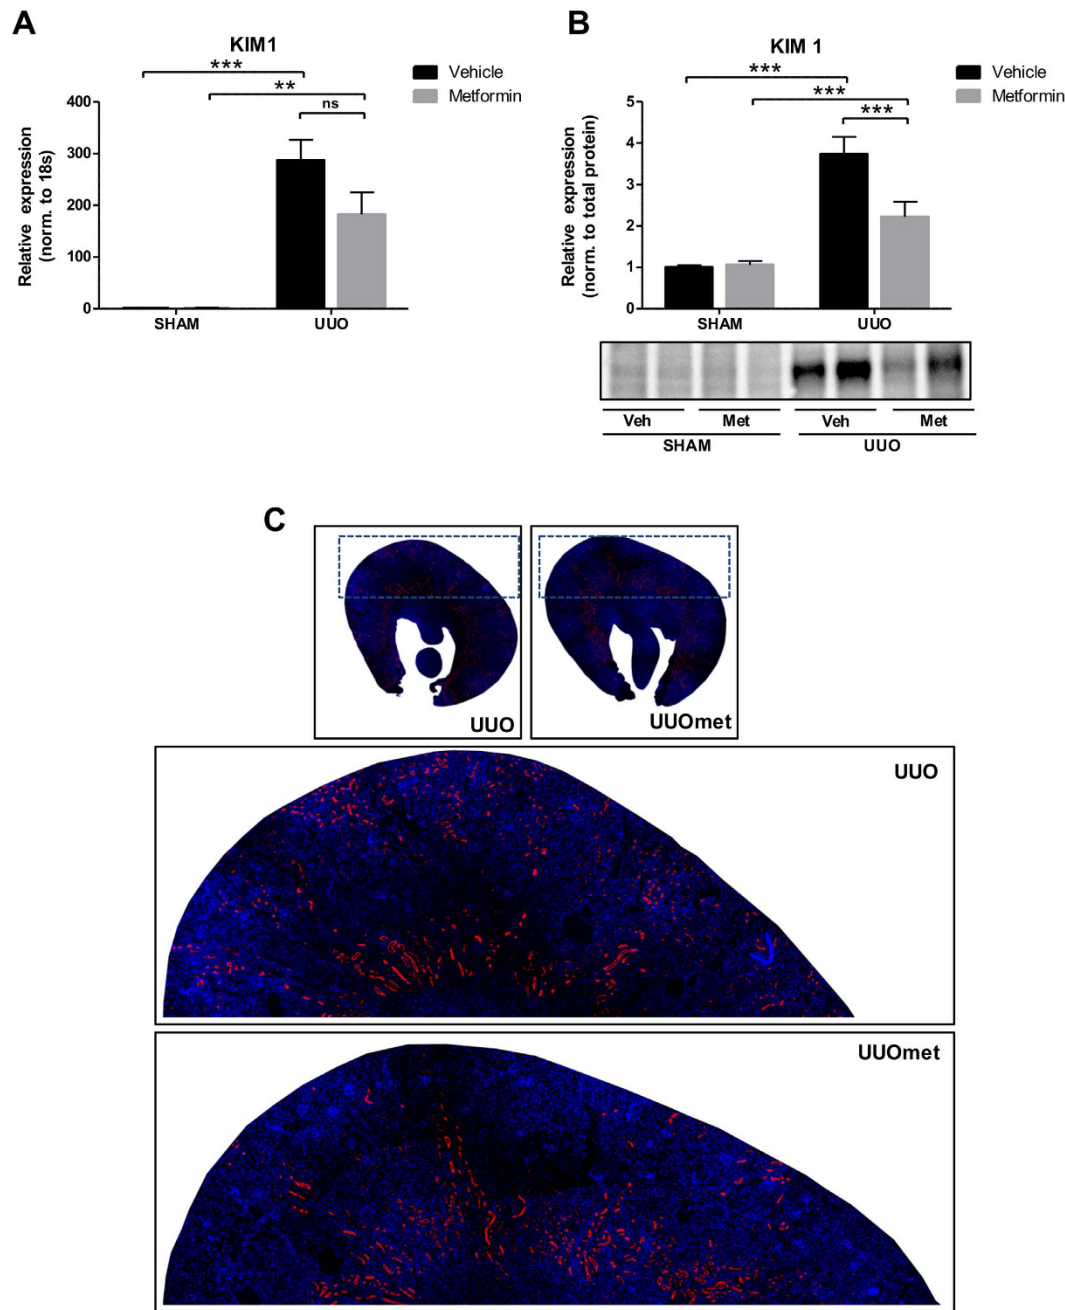 A
KIM1
***
**
ns
Vehicle
Metformin
Relative expression
(norm. to 18s)
400
300
200
100
0
SHAM
UUO
B
KIM 1
***
***
***
Vehicle
Metformin
Relative expression
(norm. to total protein)
5
4
3
2
1
0
SHAM
UUO
Veh
Met
Veh
Met
SHAM
UUO
C
UUO
UUOmet
UUO
UUOmet